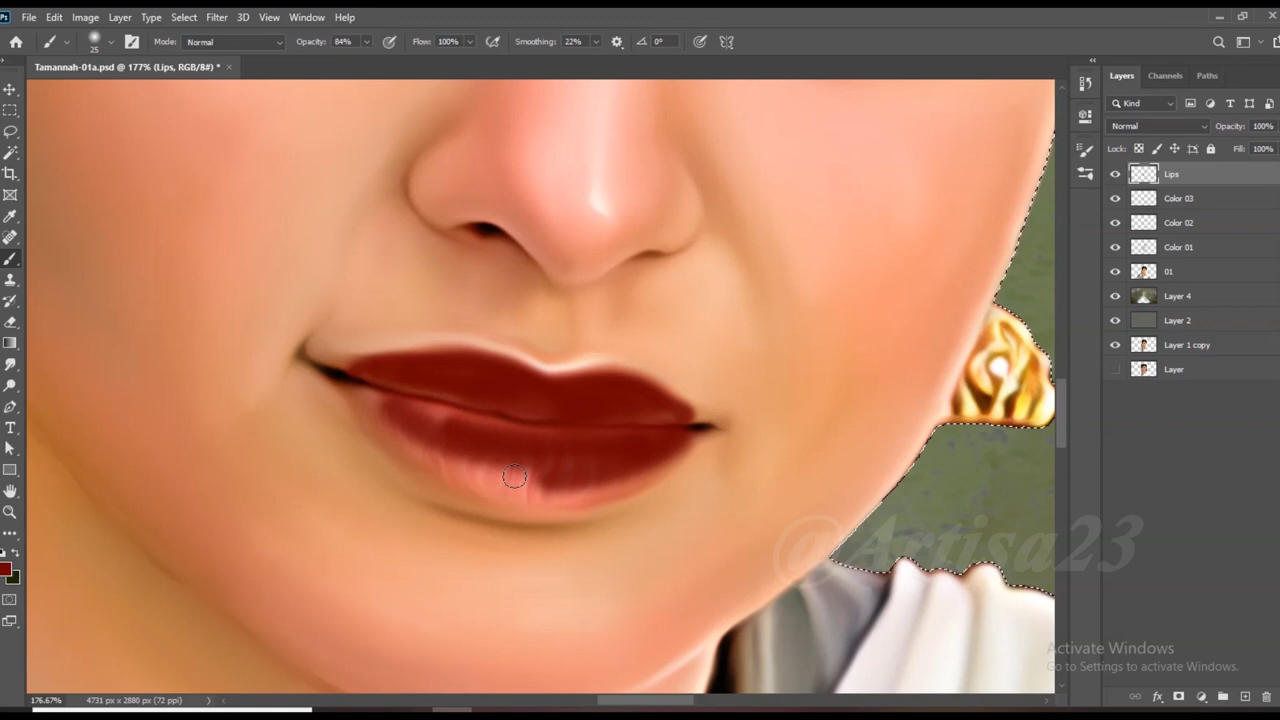 Ps File Edit Image Layer Type Select Filter 3D View Window Help
25 Mode: Normal Opacity: 84% Flow: 100% Smoothing: 22% 0°
Tamannah-01a.psd @ 177% (Lips, RGB/8#) * ×
Layers Channels Paths
Kind
Normal Opacity: 100%
Lock: Fill: 100%
Lips
Color 03
Color 02
Color 01
01
Layer 4
Layer 2
Layer 1 copy
Layer
@Artisa23
Activate Windows
Go to Settings to activate Windows.
176.67% 4731 px x 2880 px (72 ppi)
fx